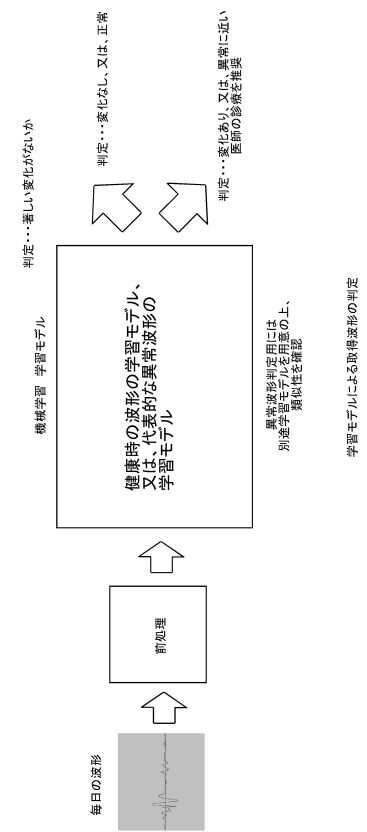 毎日の波形
前処理
機械学習 学習モデル
健康時の波形の学習モデル、
又は、代表的な異常波形の
学習モデル
異常波形判定用には
別途学習モデルを用意の上、
類似性を確認
判定・・・著しい変化がないか
判定・・・変化なし、又は、正常
判定・・・変化あり、又は、異常に近い
医師の診療を推奨
学習モデルによる取得波形の判定